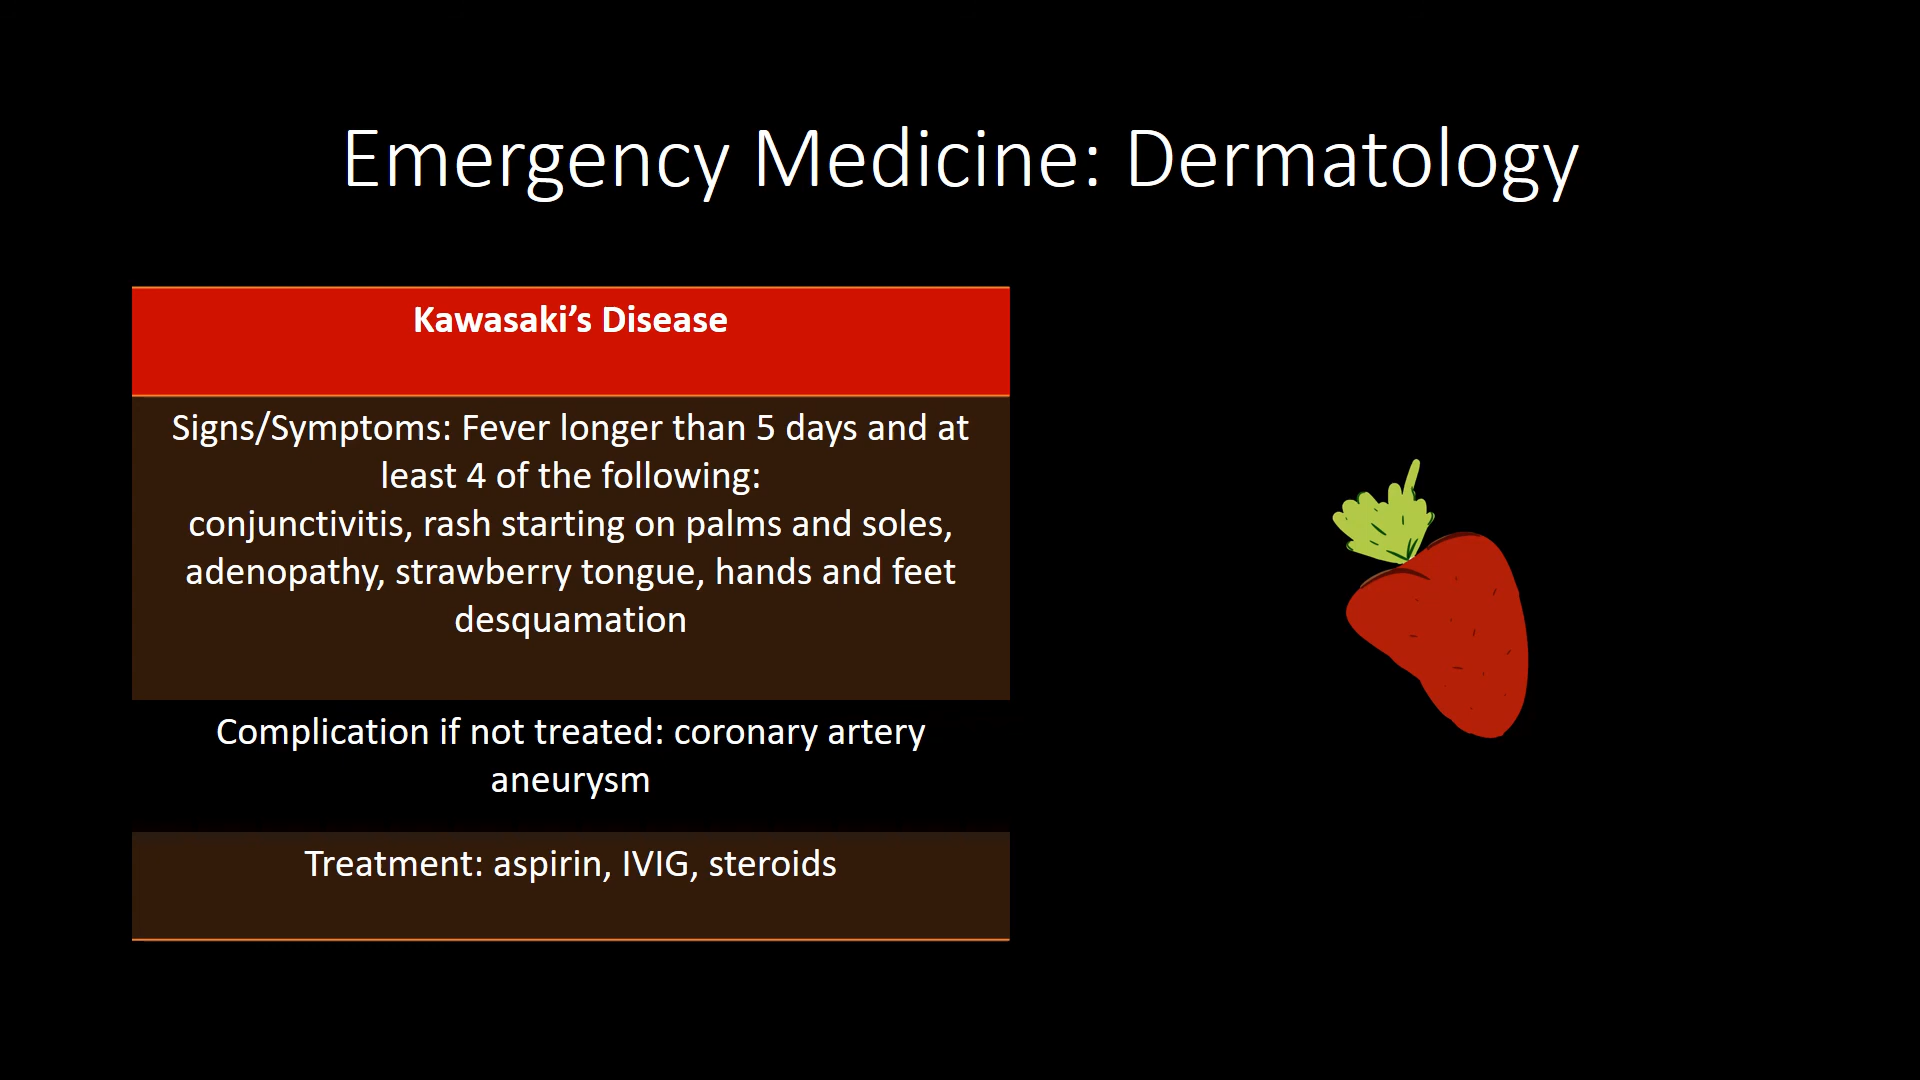 Emergency Medicine: Dermatology
Kawasaki’s Disease
Signs/Symptoms: Fever longer than 5 days and at
least 4 of the following:
conjunctivitis, rash starting on palms and soles,
adenopathy, strawberry tongue, hands and feet
desquamation
Complication if not treated: coronary artery
aneurysm
Treatment: aspirin, IVIG, steroids